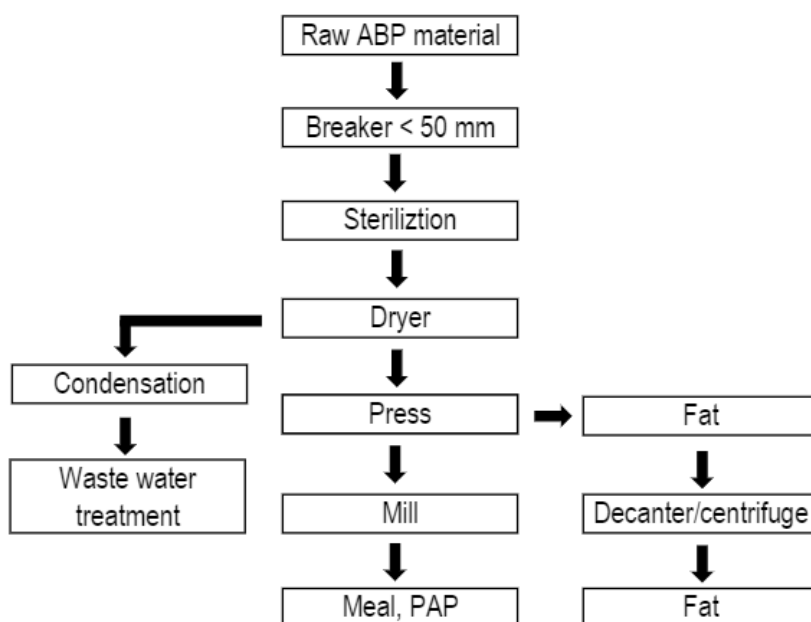 Raw ABP material
Breaker < 50 mm
Steriliztion
Dryer
Condensation
Press
Fat
Waste water
treatment
Mill
Decanter/centrifuge
Meal, PAP
Fat